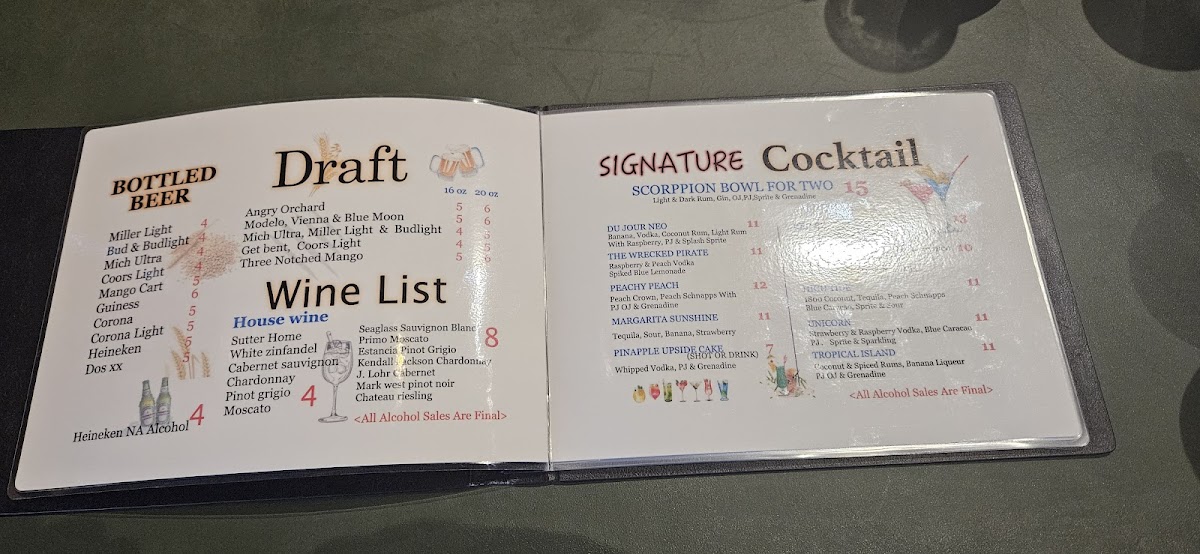 BOTTLED
BEER
Miller Light 4
Bud & Budlight 4
Mich Ultra 4
Coors Light 4
Mango Cart 5
Guiness 6
Corona 5
Corona Light 5
Heineken 5
Dos xx 5
Heineken NA Alcohol 4
Draft
16 oz 20 oz
Angry Orchard 5 6
Modelo, Vienna & Blue Moon 5 6
Mich Ultra, Miller Light & Budlight 4 5
Get bent, Coors Light 4 5
Three Notched Mango 5 6
Wine List
House wine
Sutter Home
White zinfandel
Cabernet sauvignon
Chardonnay
Pinot grigio
Moscato
4
Seaglass Sauvignon Blanc
Primo Moscato
Estancia Pinot Grigio
Kendall Jackson Chardonnay
J. Lohr Cabernet
Mark west pinot noir
Chateau riesling
8
<All Alcohol Sales Are Final>
SIGNATURE Cocktail
SCORPPION BOWL FOR TWO 15
Light & Dark Rum, Gin, OJ,PJ,Sprite & Grenadine
DU JOUR NEO 11
Banana, Vodka, Coconut Rum, Light Rum
With Raspberry, PJ & Splash Sprite
THE WRECKED PIRATE 11
Raspberry & Peach Vodka
Spiked Blue Lemonade
PEACHY PEACH 12
Peach Crown, Peach Schnapps With
PJ OJ & Grenadine
MARGARITA SUNSHINE 11
Tequila, Sour, Banana, Strawberry
PINAPPLE UPSIDE CAKE 7
(SHOT OR DRINK)
Whipped Vodka, PJ & Grenadine
13
10
HIGH TIDE 11
1800 Coconut, Tequila, Peach Schnapps
Blue Caracao, Sprite & Sour
UNICORN 11
Strawberry & Raspberry Vodka, Blue Caracau
PJ, Sprite & Sparkling
TROPICAL ISLAND 11
Coconut & Spiced Rums, Banana Liqueur
PJ OJ & Grenadine
<All Alcohol Sales Are Final>